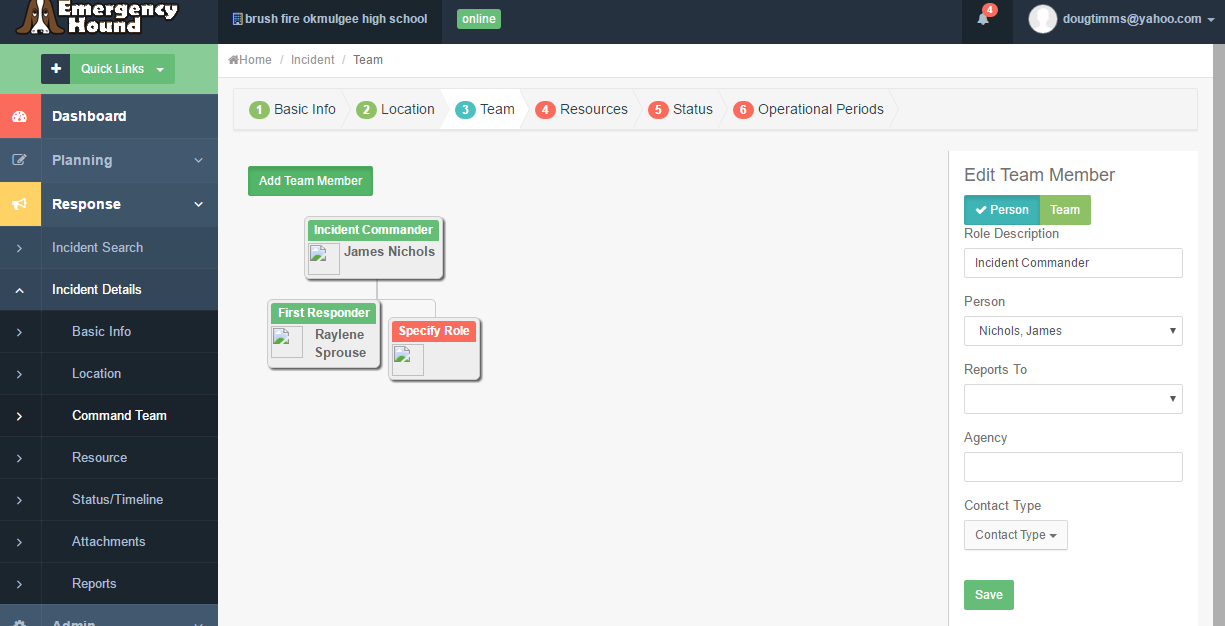 Emergency
Hound
brush fire okmulgee high school
online
4
dougtimms@yahoo.com
Quick Links
Home / Incident / Team
Dashboard
Planning
Response
Incident Search
Incident Details
Basic Info
Location
Command Team
Resource
Status/Timeline
Attachments
Reports
Admin
1 Basic Info
2 Location
3 Team
4 Resources
5 Status
6 Operational Periods
Add Team Member
Incident Commander
James Nichols
First Responder
Raylene
Sprouse
Specify Role
Edit Team Member
Person
Team
Role Description
Incident Commander
Person
Nichols, James
Reports To
Agency
Contact Type
Contact Type
Save